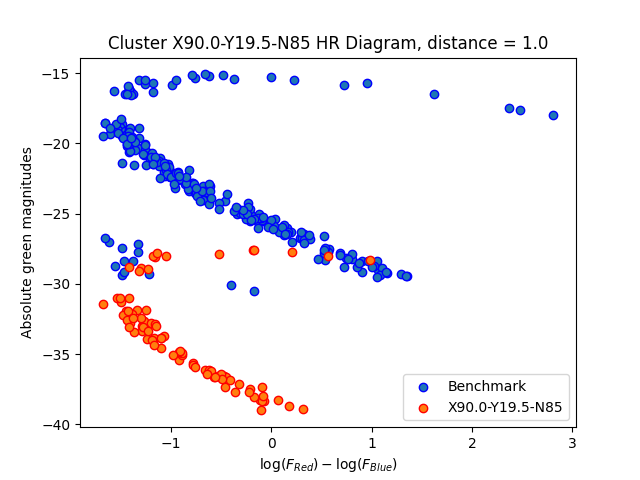 Cluster X90.0-Y19.5-N85 HR Diagram, distance = 1.0
Absolute green magnitudes
−15
−20
−25
−30
−35
−40
Benchmark
X90.0-Y19.5-N85
−1
0
1
2
3
log(F_Red) − log(F_Blue)